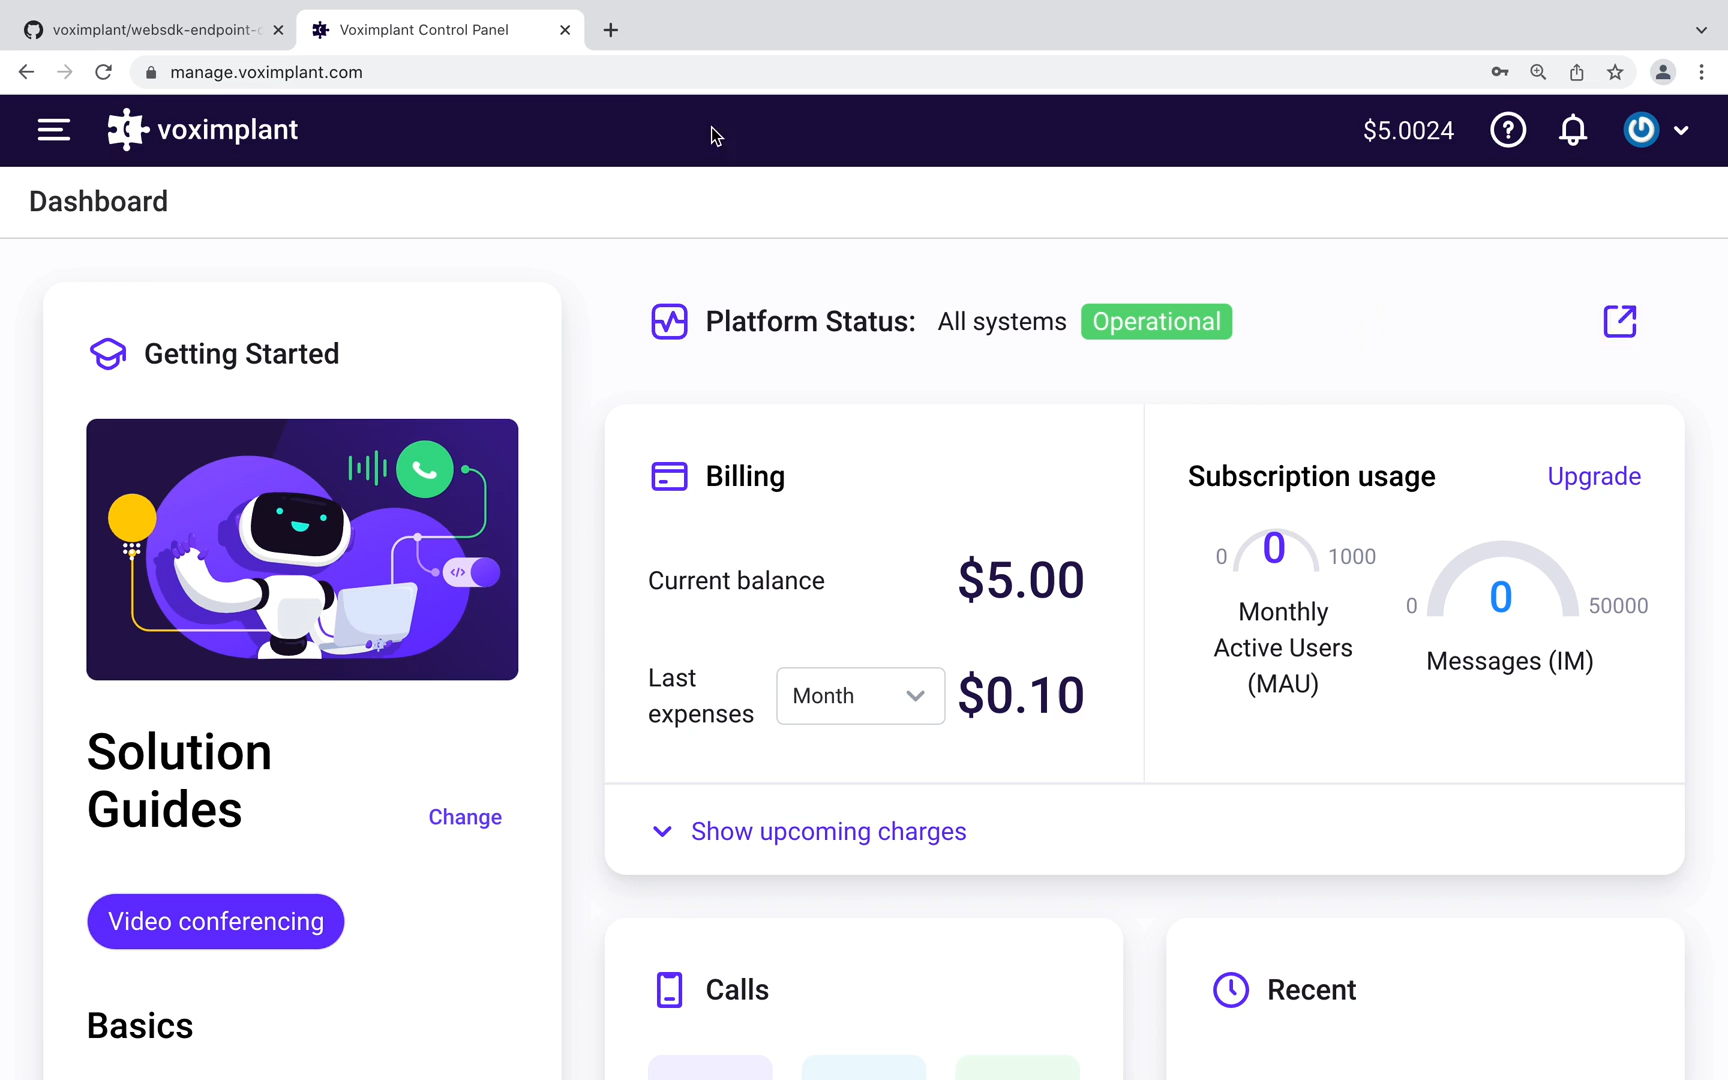 voximplant/websdk-endpoint-
Voximplant Control Panel
manage.voximplant.com
voximplant
$5.0024
Dashboard
Getting Started
</>
Solution
Guides
Change
Video conferencing
Basics
Platform Status: All systems Operational
Billing
Current balance $5.00
Last
expenses
Month
$0.10
Subscription usage
Upgrade
0 0 1000
Monthly
Active Users
(MAU)
0 0 50000
Messages (IM)
Show upcoming charges
Calls
Recent